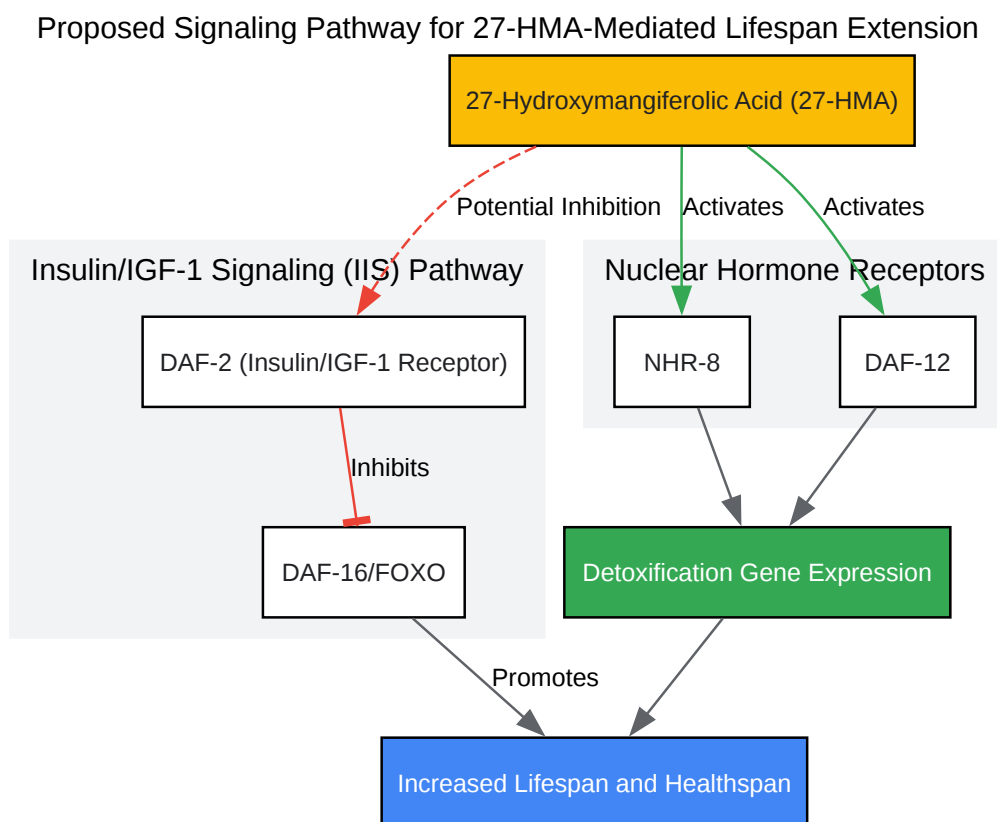 Proposed Signaling Pathway for 27-HMA-Mediated Lifespan Extension
27-Hydroxymangiferolic Acid (27-HMA)
Potential Inhibition
Activates
Activates
Insulin/IGF-1 Signaling (IIS) Pathway
Nuclear Hormone Receptors
DAF-2 (Insulin/IGF-1 Receptor)
NHR-8
DAF-12
Inhibits
DAF-16/FOXO
Detoxification Gene Expression
Promotes
Increased Lifespan and Healthspan